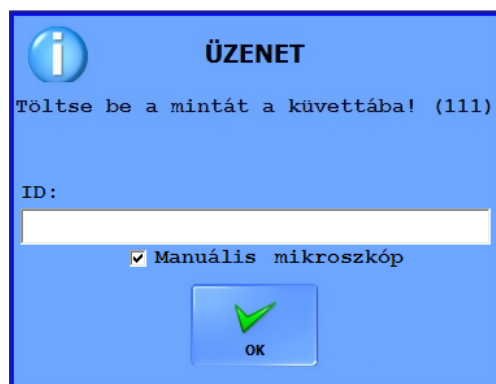 ÜZENET
Töltse be a mintát a küvettába! (111)
ID:
Manuális mikroszkóp
OK